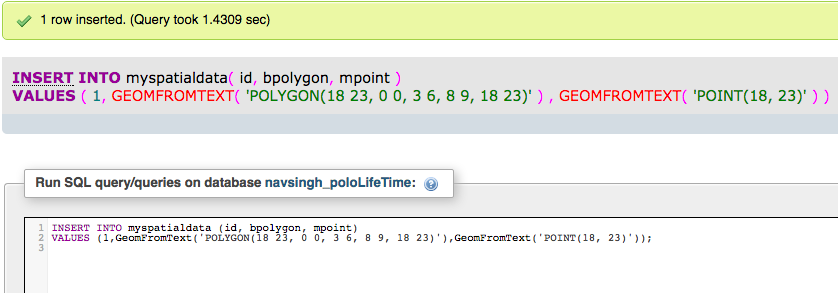 1 row inserted. (Query took 1.4309 sec)
INSERT INTO myspatialdata( id, bpolygon, mpoint )
VALUES ( 1, GEOMFROMTEXT( 'POLYGON(18 23, 0 0, 3 6, 8 9, 18 23)' ) , GEOMFROMTEXT( 'POINT(18, 23)' ) )
Run SQL query/queries on database navsingh_poloLifeTime:
1 INSERT INTO myspatialdata (id, bpolygon, mpoint)
2 VALUES (1,GeomFromText('POLYGON(18 23, 0 0, 3 6, 8 9, 18 23)'),GeomFromText('POINT(18, 23)'));
3